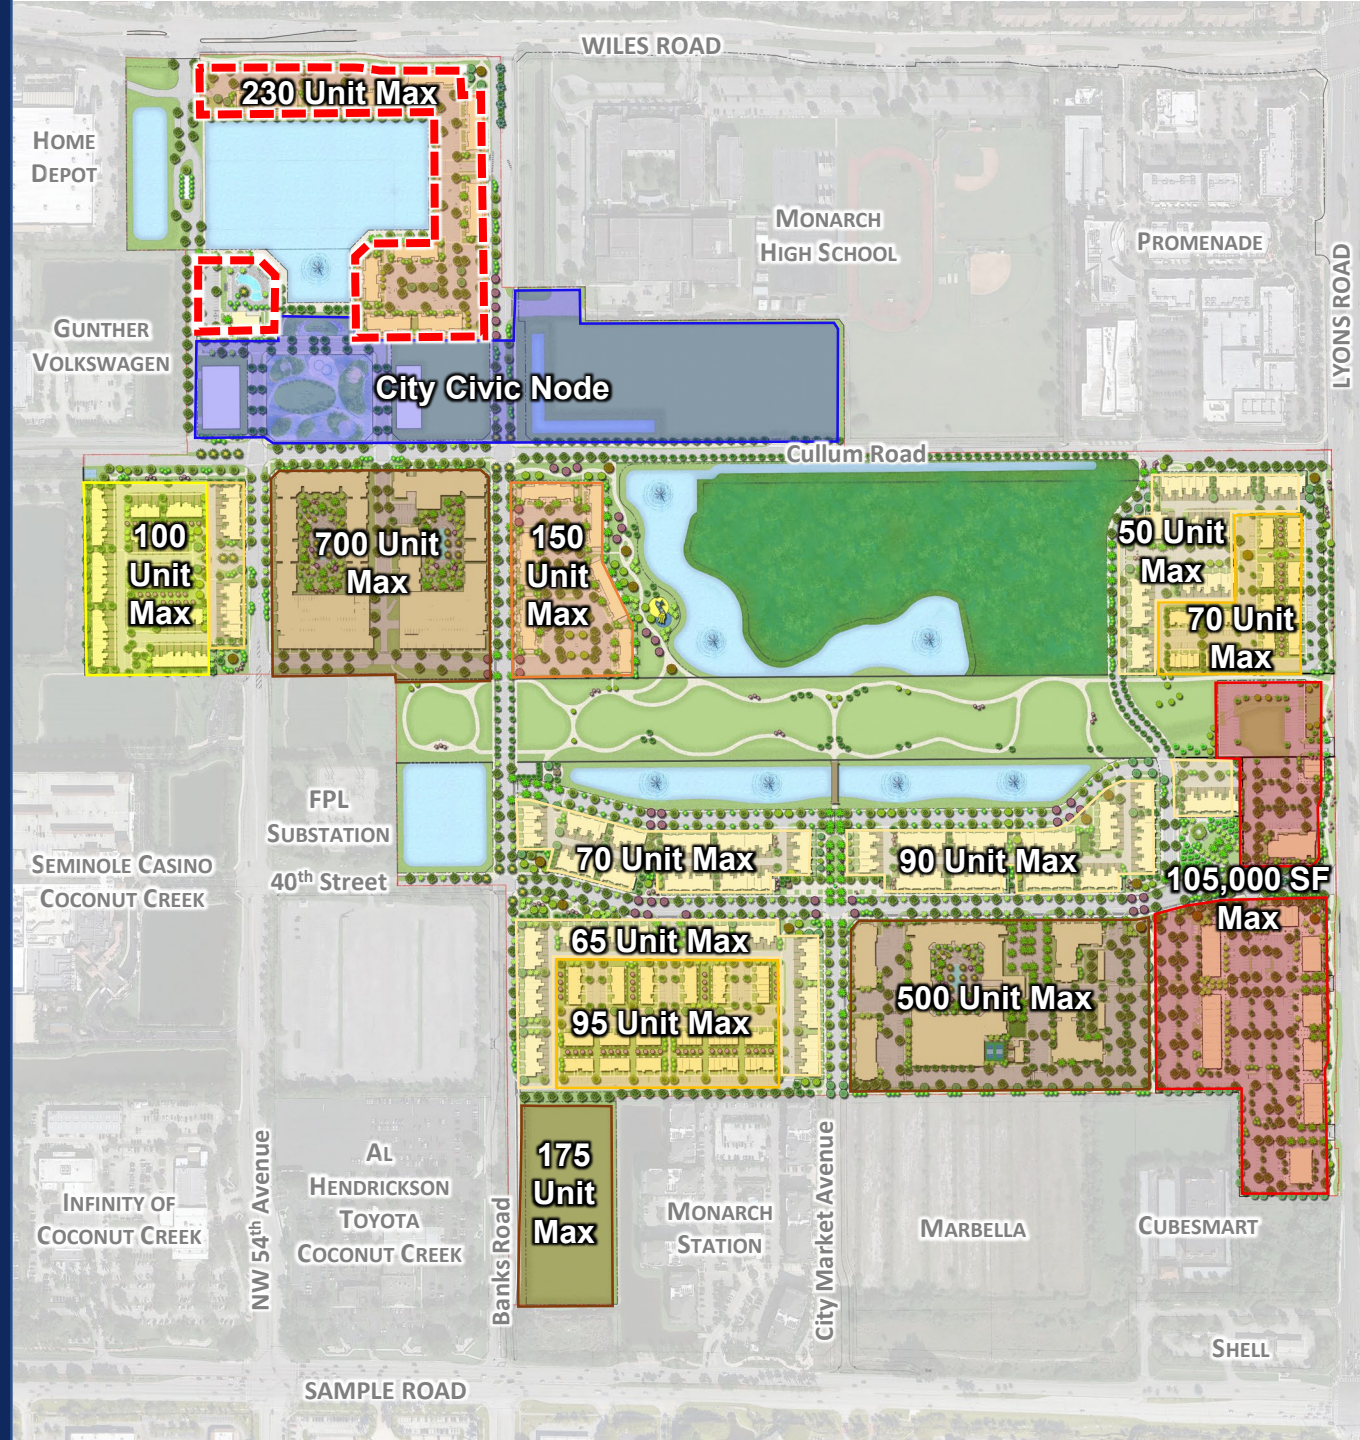 WILES ROAD
230 Unit Max
HOME
DEPOT
MONARCH
HIGH SCHOOL
PROMENADE
LYONS ROAD
GUNTHER
VOLKSWAGEN
City Civic Node
Cullum Road
100
Unit
Max
700 Unit
Max
150
Unit
Max
50 Unit
Max
70 Unit
Max
FPL
SUBSTATION
40th Street
SEMINOLE CASINO
COCONUT CREEK
70 Unit Max
90 Unit Max
105,000 SF
Max
65 Unit Max
95 Unit Max
500 Unit Max
175
Unit
Max
NW 54th Avenue
AL
HENDRICKSON
TOYOTA
COCONUT CREEK
INFINITY OF
COCONUT CREEK
Banks Road
MONARCH
STATION
City Market Avenue
MARBELLA
CUBESMART
SHELL
SAMPLE ROAD